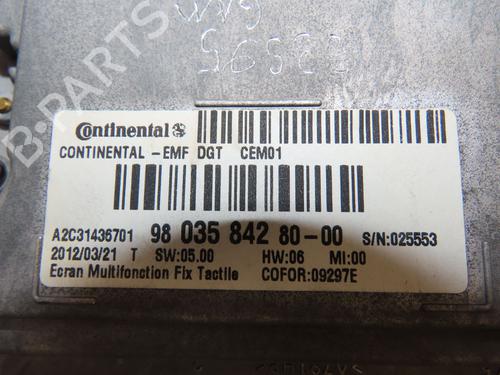 Continental
CONTINENTAL -EMF DGT CEM01
A2C31436701 98 035 842 80-00 S/N:025553
2012/03/21 T SW:05.00 HW:06 MI:00
Ecran Multifonction Fix Tactile COFOR:09297E
B-PARTS